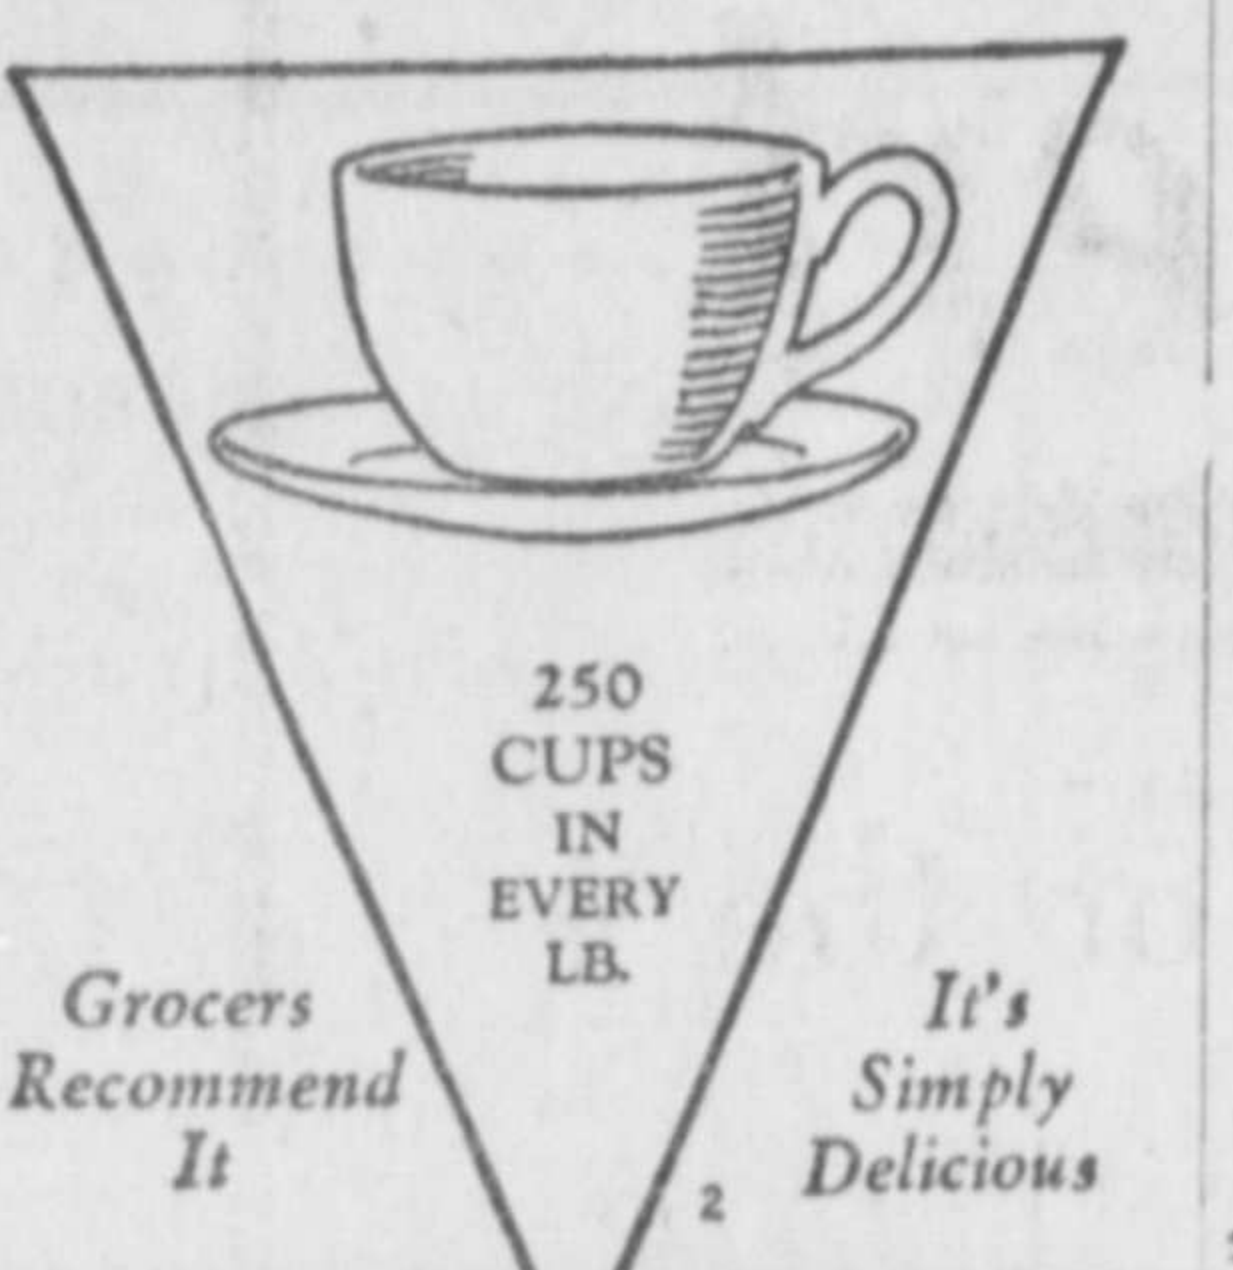 250
CUPS
IN
EVERY
LB.
Grocers
Recommend
It
It's
Simply
Delicious
2